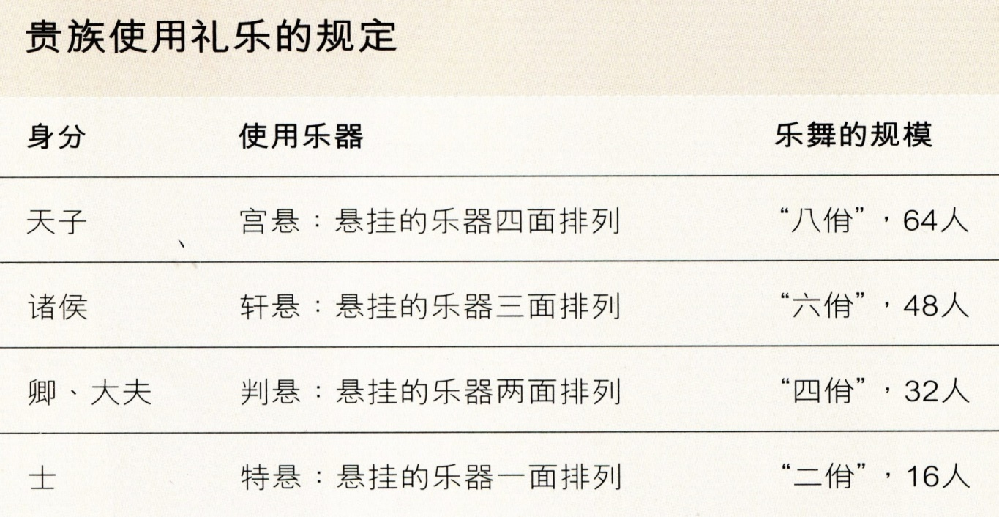 贵族使用礼乐的规定
身分 使用乐器 乐舞的规模
天子 宫悬：悬挂的乐器四面排列 “八佾”，64人
诸侯 轩悬：悬挂的乐器三面排列 “六佾”，48人
卿、大夫 判悬：悬挂的乐器两面排列 “四佾”，32人
士 特悬：悬挂的乐器一面排列 “二佾”，16人